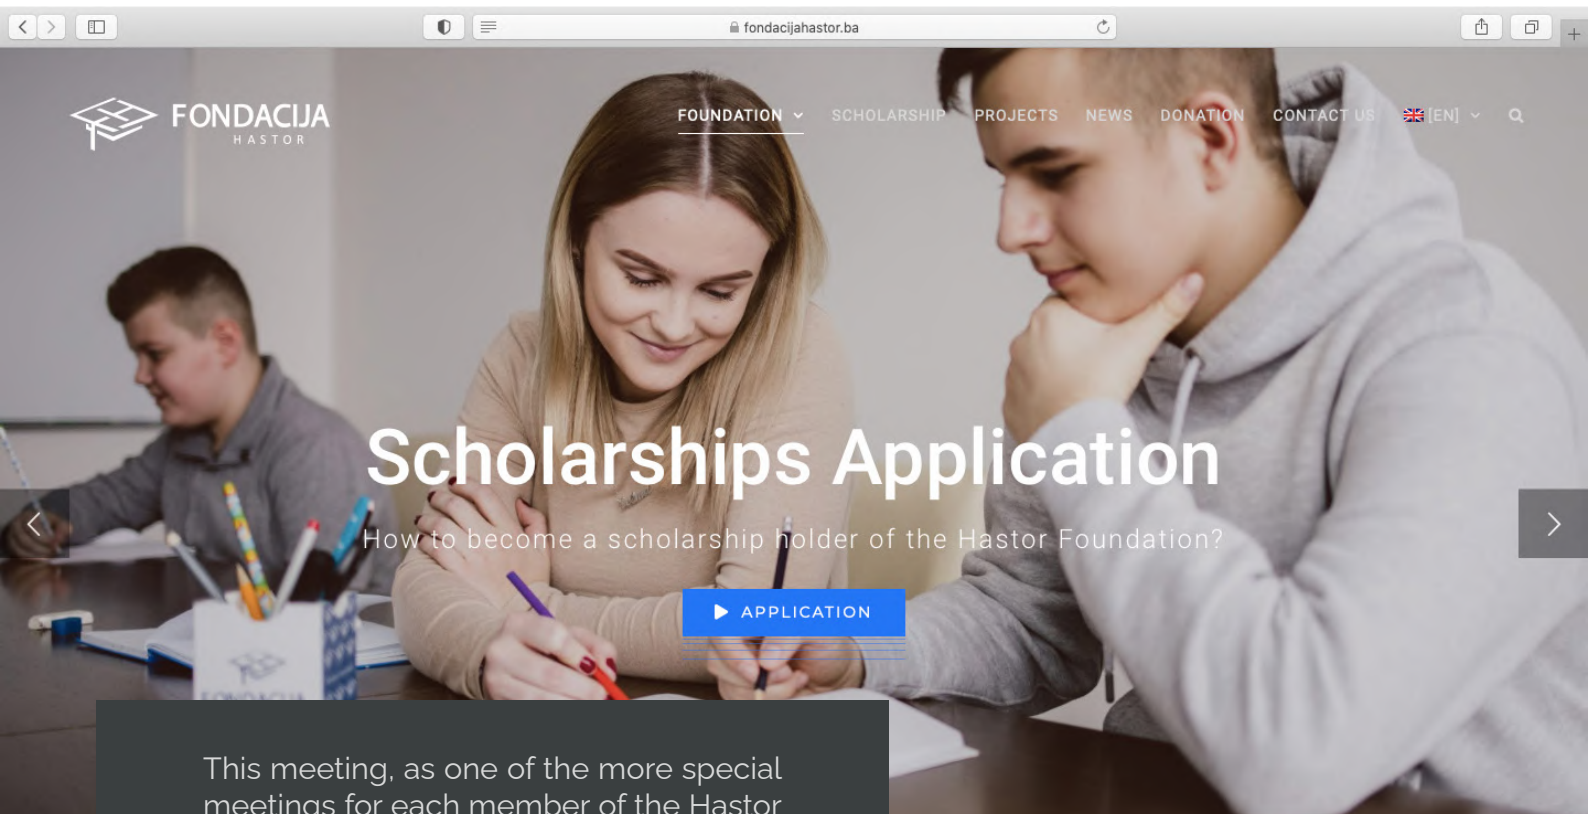 fondacijahastor.ba
FONDACIJA
HASTOR
FOUNDATION SCHOLARSHIP PROJECTS NEWS DONATION CONTACT US [EN]
Scholarships Application
How to become a scholarship holder of the Hastor Foundation?
APPLICATION
FONDACIJA
This meeting, as one of the more special
meetings for each member of the Hastor